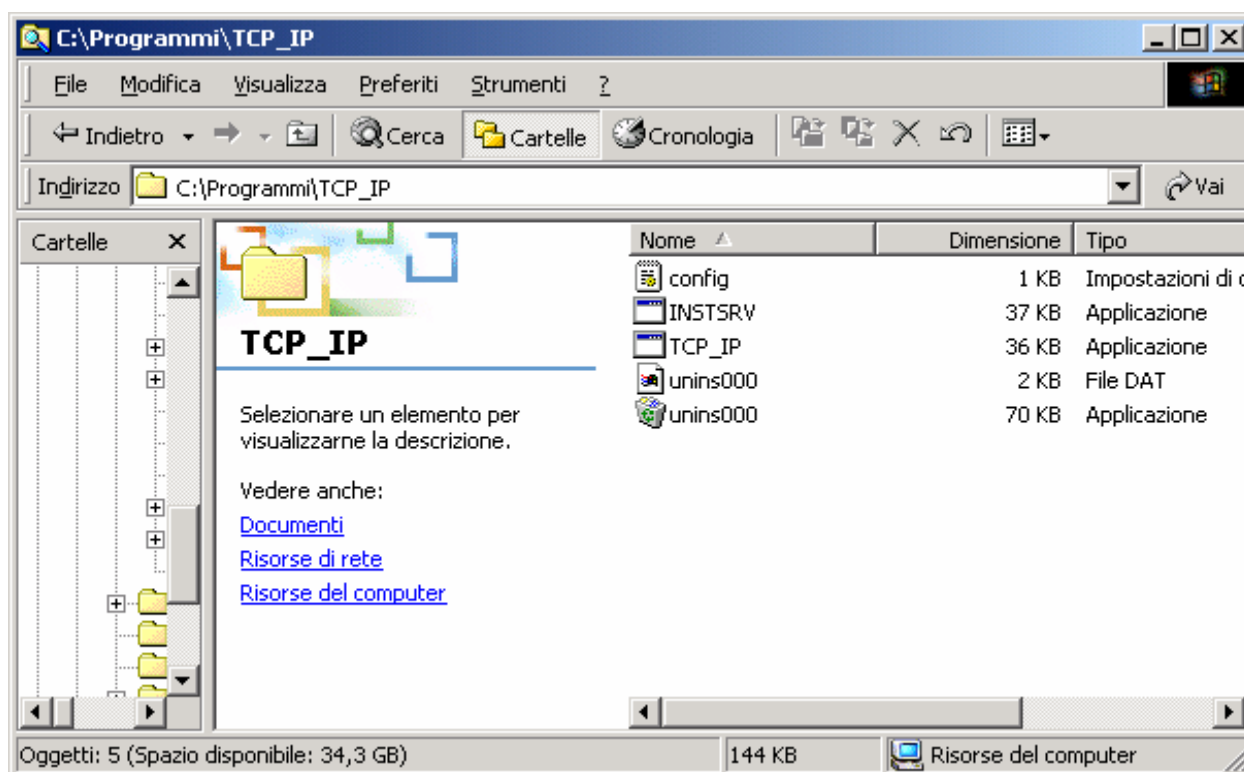 C:\Programmi\TCP_IP
File Modifica Visualizza Preferiti Strumenti ?
Indietro Cerca Cartelle Cronologia
Indirizzo C:\Programmi\TCP_IP Vai
Cartelle
TCP_IP
Selezionare un elemento per
visualizzarne la descrizione.
Vedere anche:
Documenti
Risorse di rete
Risorse del computer
Nome Dimensione Tipo
config 1 KB Impostazioni di
INSTSRV 37 KB Applicazione
TCP_IP 36 KB Applicazione
unins000 2 KB File DAT
unins000 70 KB Applicazione
Oggetti: 5 (Spazio disponibile: 34,3 GB) 144 KB Risorse del computer